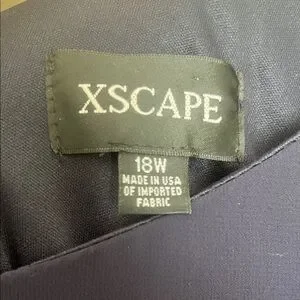 XSCAPE
18W
MADE IN USA
OF IMPORTED
FABRIC